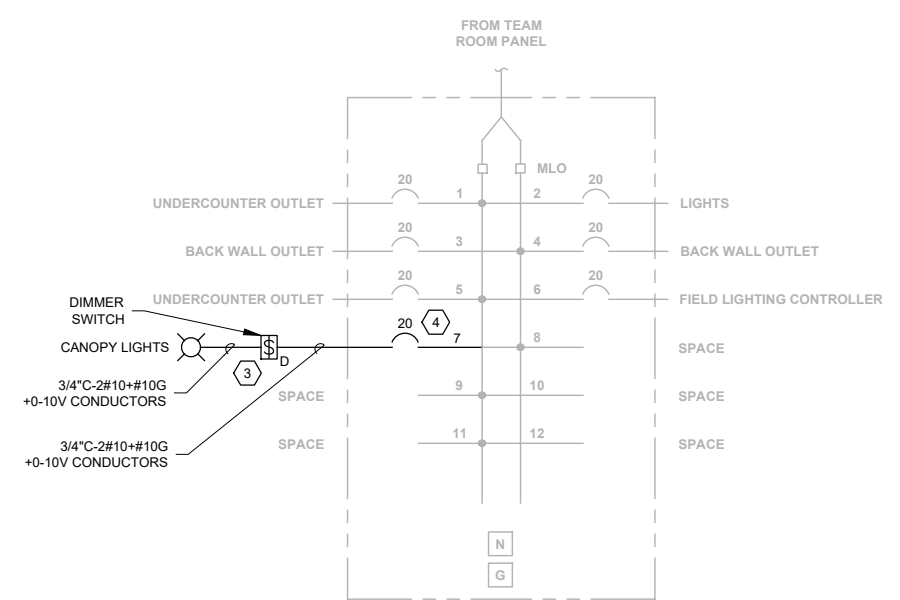 FROM TEAM
ROOM PANEL
MLO
20
1
2
20
UNDERCOUNTER OUTLET
LIGHTS
20
3
4
20
BACK WALL OUTLET
BACK WALL OUTLET
20
5
6
20
UNDERCOUNTER OUTLET
FIELD LIGHTING CONTROLLER
DIMMER
SWITCH
20
4
7
8
CANOPY LIGHTS
$
D
SPACE
3
3/4"C-2#10+#10G
+0-10V CONDUCTORS
SPACE
9
10
SPACE
3/4"C-2#10+#10G
+0-10V CONDUCTORS
SPACE
11
12
SPACE
N
G